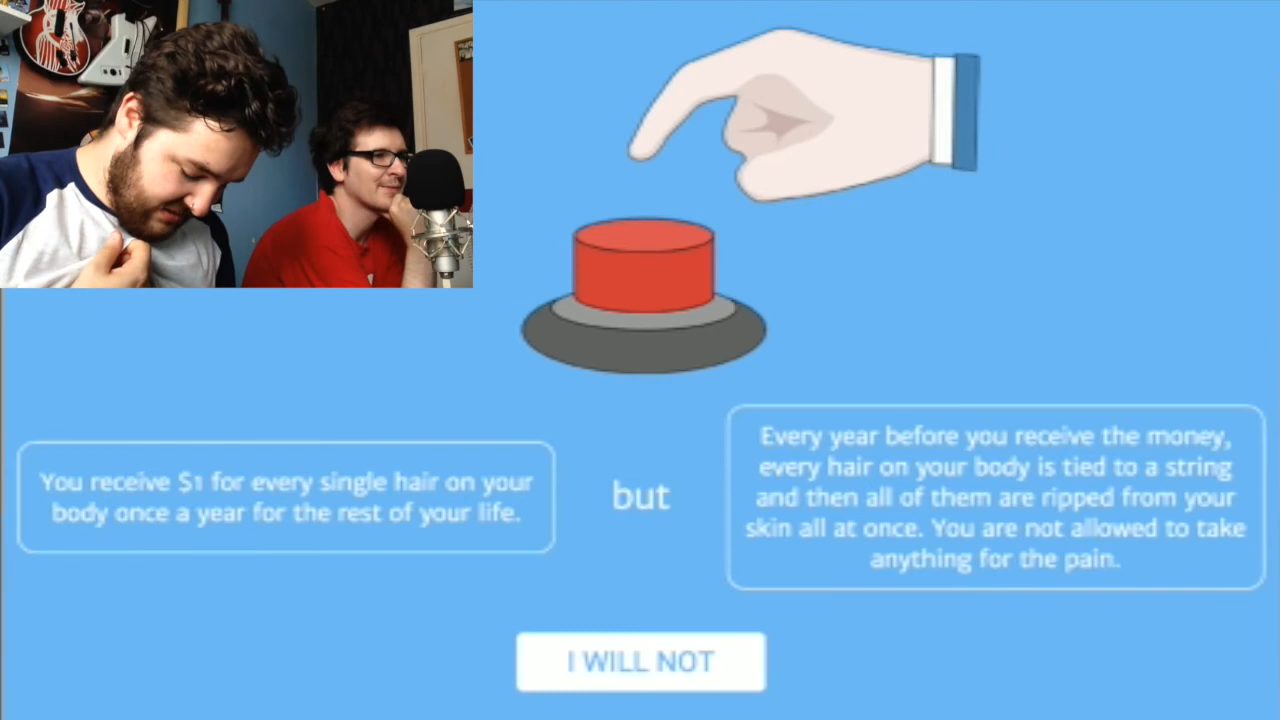 You receive $1 for every single hair on your
body once a year for the rest of your life.
but
Every year before you receive the money,
every hair on your body is tied to a string
and then all of them are ripped from your
skin all at once. You are not allowed to take
anything for the pain.
I WILL NOT